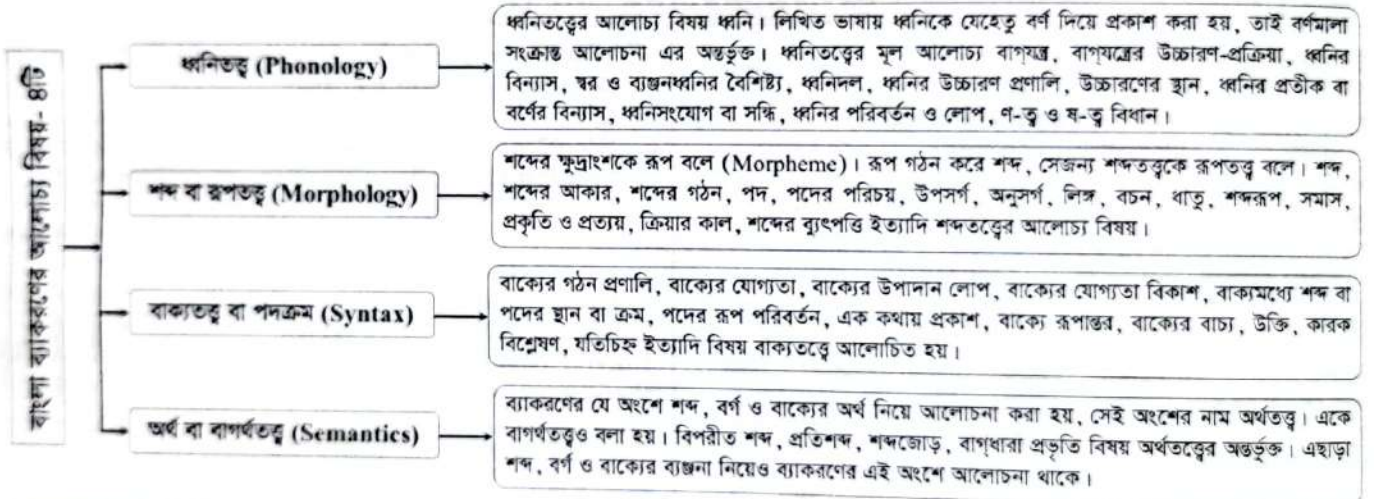 বাংলা ব্যাকরণের আলোচ্য বিষয়- ৪টি
ধ্বনিতত্ত্ব (Phonology)
ধ্বনিতত্ত্বের আলোচ্য বিষয় ধ্বনি। লিখিত ভাষায় ধ্বনিকে যেহেতু বর্ণ দিয়ে প্রকাশ করা হয়, তাই বর্ণমালা
সংক্রান্ত আলোচনা এর অন্তর্ভুক্ত। ধ্বনিতত্ত্বের মূল আলোচ্য বাগ্‌যন্ত্র, বাগ্‌যন্ত্রের উচ্চারণ-প্রক্রিয়া, ধ্বনির
বিন্যাস, স্বর ও ব্যঞ্জনধ্বনির বৈশিষ্ট্য, ধ্বনিদল, ধ্বনির উচ্চারণ প্রণালি, উচ্চারণের স্থান, ধ্বনির প্রতীক বা
বর্ণের বিন্যাস, ধ্বনিসংযোগ বা সন্ধি, ধ্বনির পরিবর্তন ও লোপ, ণ-ত্ব ও ষ-ত্ব বিধান।
শব্দ বা রূপতত্ত্ব (Morphology)
শব্দের ক্ষুদ্রাংশকে রূপ বলে (Morpheme)। রূপ গঠন করে শব্দ, সেজন্য শব্দতত্ত্বকে রূপতত্ত্ব বলে। শব্দ,
শব্দের আকার, শব্দের গঠন, পদ, পদের পরিচয়, উপসর্গ, অনুসর্গ, লিঙ্গ, বচন, ধাতু, শব্দরূপ, সমাস,
প্রকৃতি ও প্রত্যয়, ক্রিয়ার কাল, শব্দের ব্যুৎপত্তি ইত্যাদি শব্দতত্ত্বের আলোচ্য বিষয়।
বাক্যতত্ত্ব বা পদক্রম (Syntax)
বাক্যের গঠন প্রণালি, বাক্যের যোগ্যতা, বাক্যের উপাদান লোপ, বাক্যের যোগ্যতা বিকাশ, বাক্যমধ্যে শব্দ বা
পদের স্থান বা ক্রম, পদের রূপ পরিবর্তন, এক কথায় প্রকাশ, বাক্যে রূপান্তর, বাক্যের বাচ্য, উক্তি, কারক
বিশ্লেষণ, যতিচিহ্ন ইত্যাদি বিষয় বাক্যতত্ত্বে আলোচিত হয়।
অর্থ বা বাগর্থতত্ত্ব (Semantics)
ব্যাকরণের যে অংশে শব্দ, বর্গ ও বাক্যের অর্থ নিয়ে আলোচনা করা হয়, সেই অংশের নাম অর্থতত্ত্ব। একে
বাগর্থতত্ত্বও বলা হয়। বিপরীত শব্দ, প্রতিশব্দ, শব্দজোড়, বাগ্‌ধারা প্রভৃতি বিষয় অর্থতত্ত্বের অন্তর্ভুক্ত। এছাড়া
শব্দ, বর্গ ও বাক্যের ব্যঞ্জনা নিয়েও ব্যাকরণের এই অংশে আলোচনা থাকে।